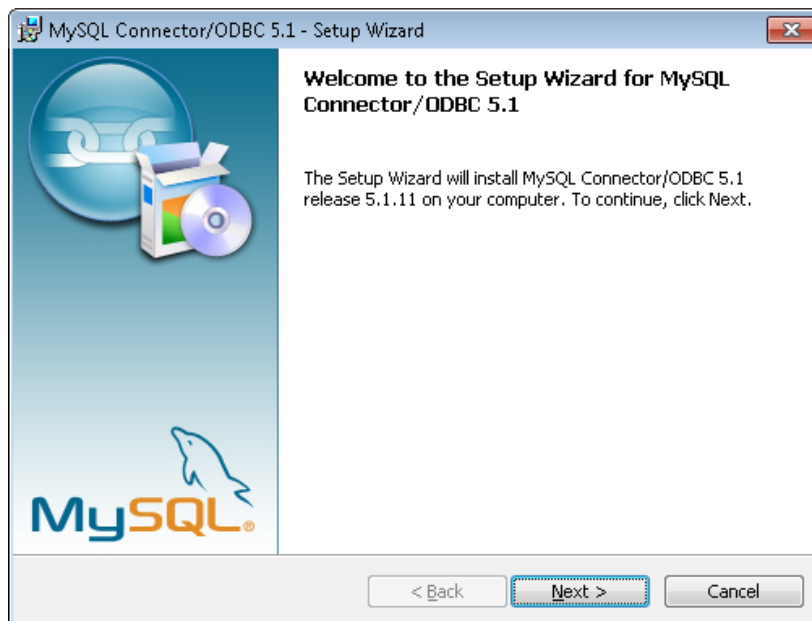 MySQL Connector/ODBC 5.1 - Setup Wizard
Welcome to the Setup Wizard for MySQL
Connector/ODBC 5.1
The Setup Wizard will install MySQL Connector/ODBC 5.1
release 5.1.11 on your computer. To continue, click Next.
MySQL®
< Back
Next >
Cancel